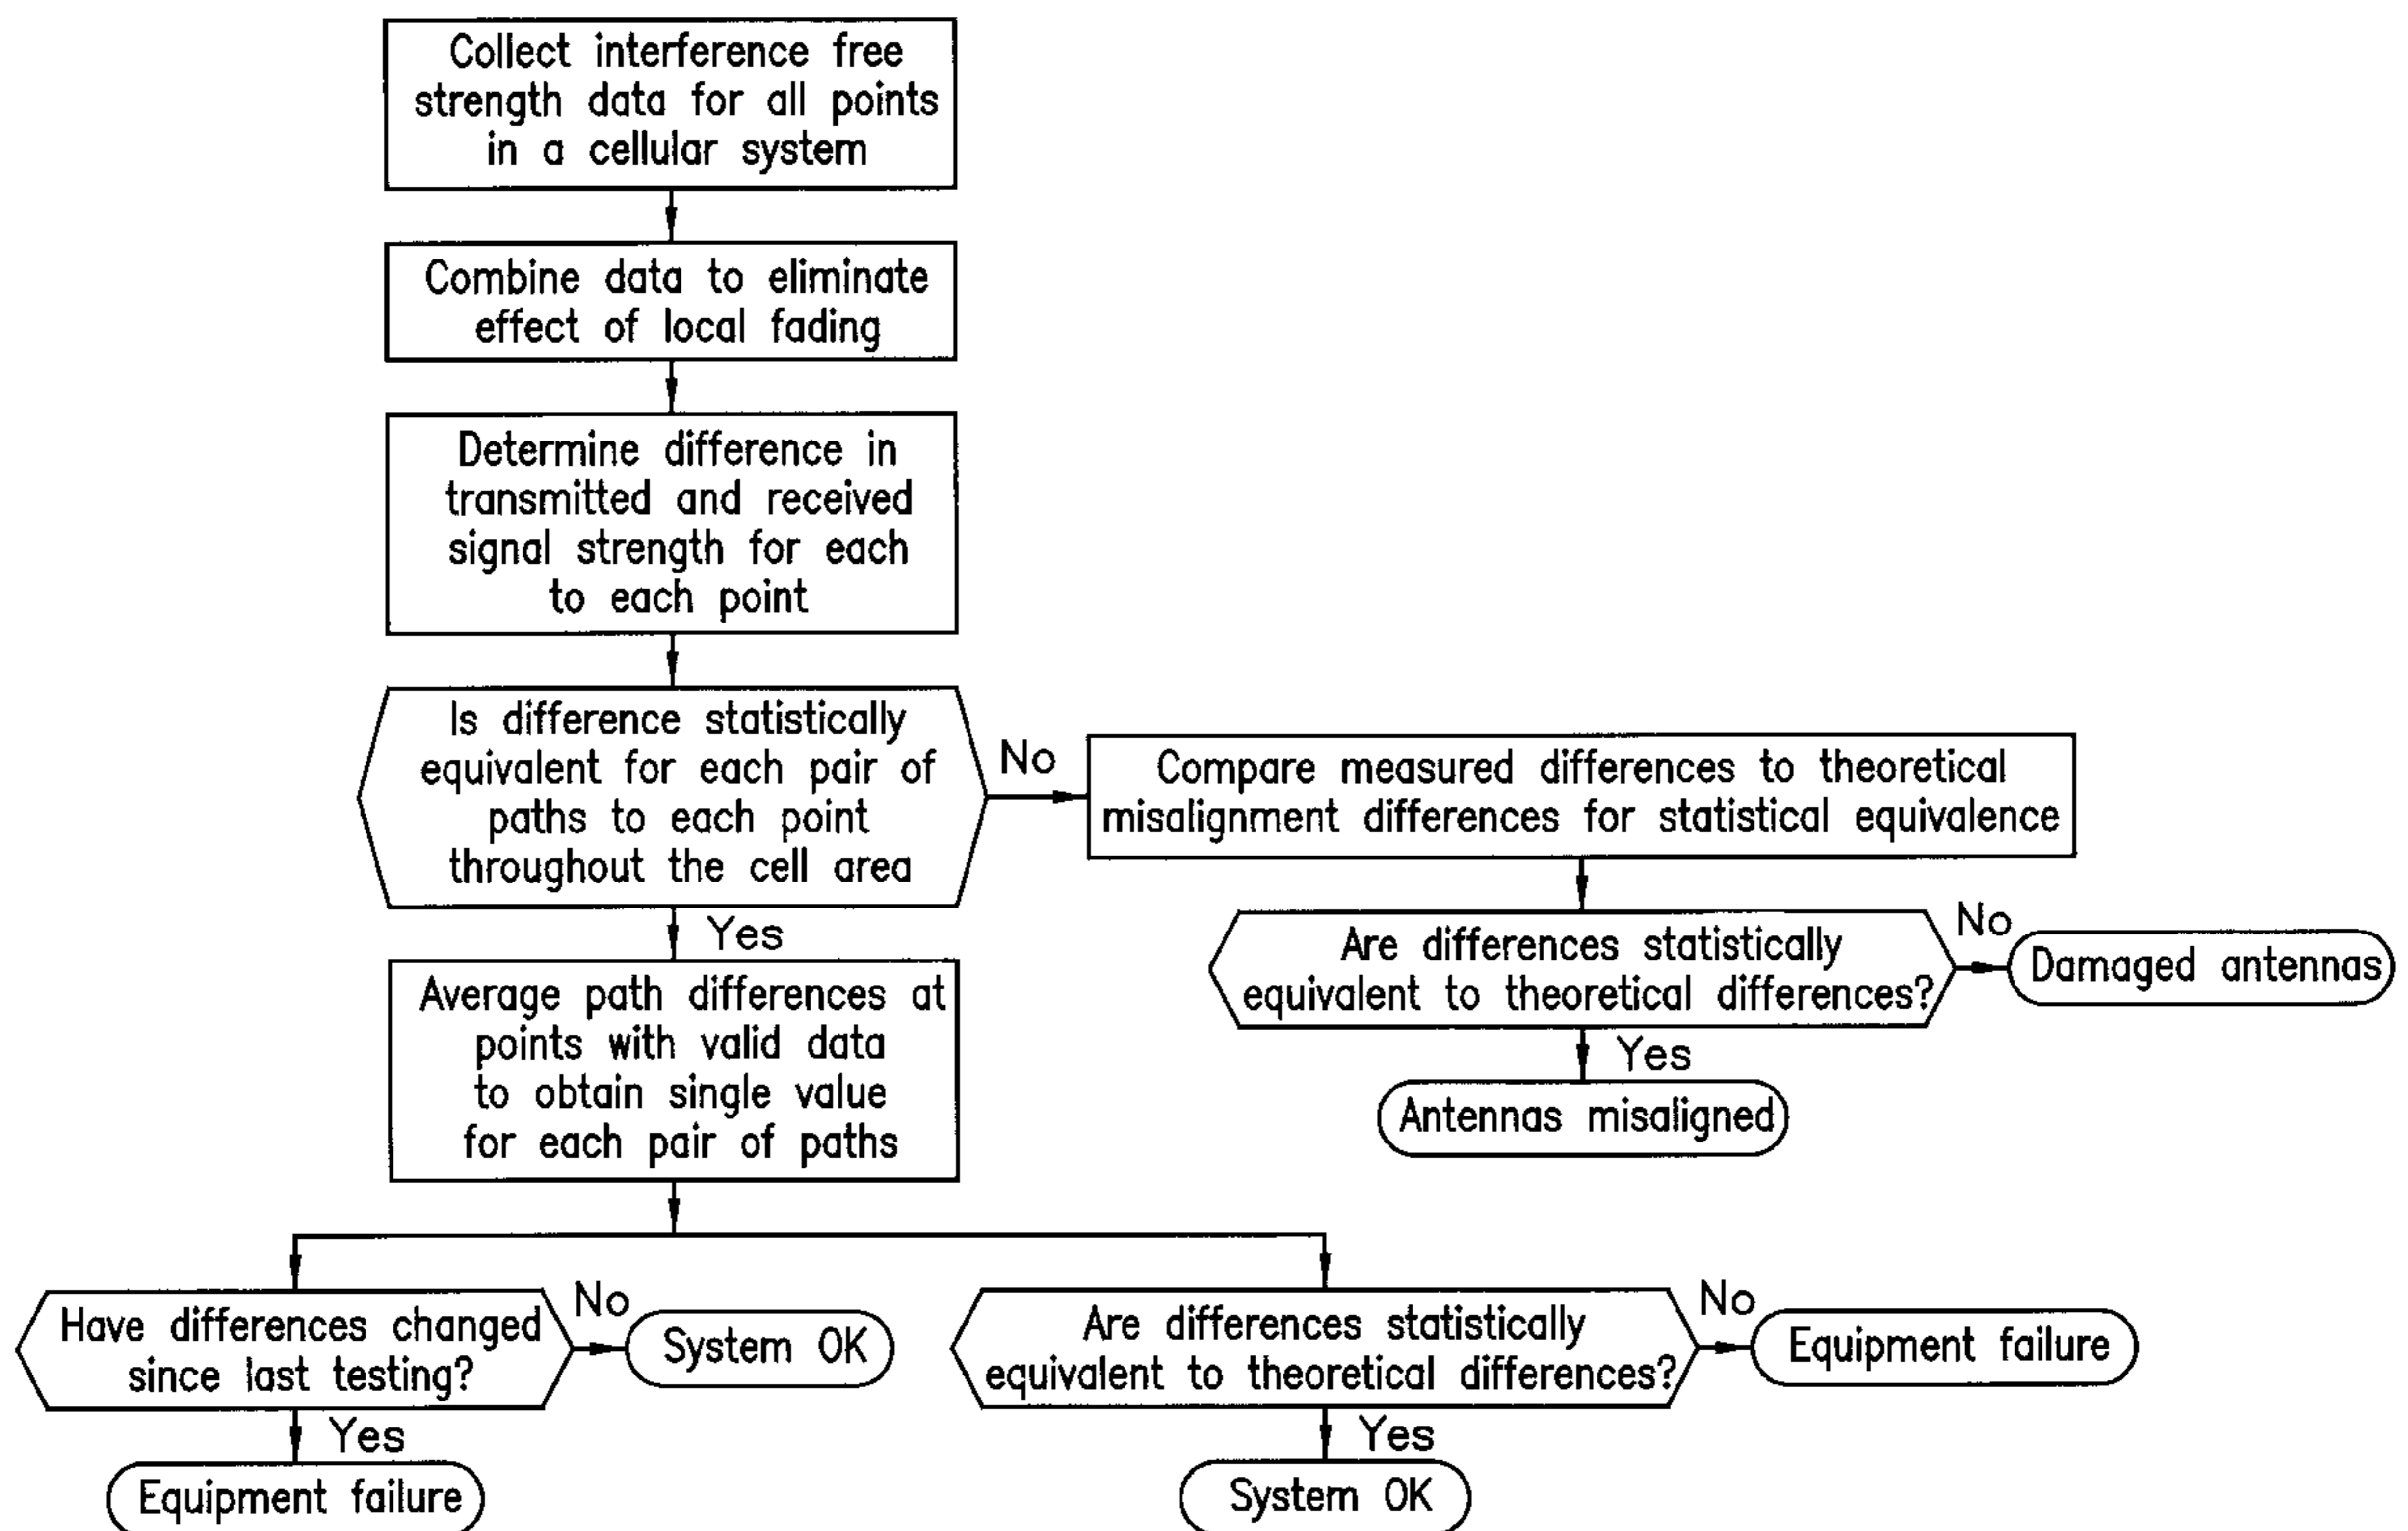 Collect interference free
strength data for all points
in a cellular system
Combine data to eliminate
effect of local fading
Determine difference in
transmitted and received
signal strength for each
to each point
Is difference statistically
equivalent for each pair of
paths to each point
throughout the cell area
No
Compare measured differences to theoretical
misalignment differences for statistical equivalence
Are differences statistically
equivalent to theoretical differences?
No
Damaged antennas
Yes
Antennas misaligned
Yes
Average path differences at
points with valid data
to obtain single value
for each pair of paths
Have differences changed
since last testing?
No
System OK
Yes
Equipment failure
Are differences statistically
equivalent to theoretical differences?
No
Equipment failure
Yes
System OK